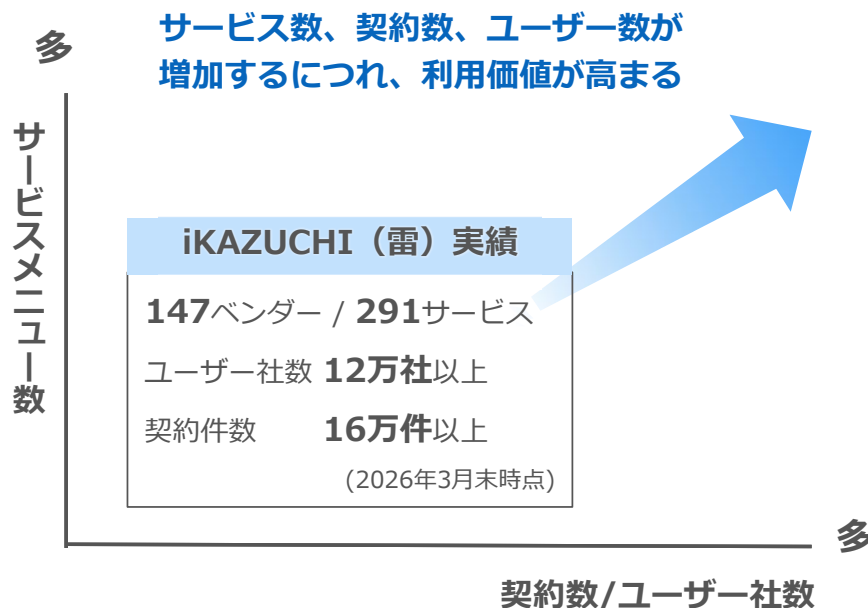 サービス数、契約数、ユーザー数が
増加するにつれ、利用価値が高まる
多
サービスメニュー数
iKAZUCHI（雷）実績
147ベンダー / 291サービス
ユーザー社数 12万社以上
契約件数 16万件以上
(2026年3月末時点)
多
契約数/ユーザー社数